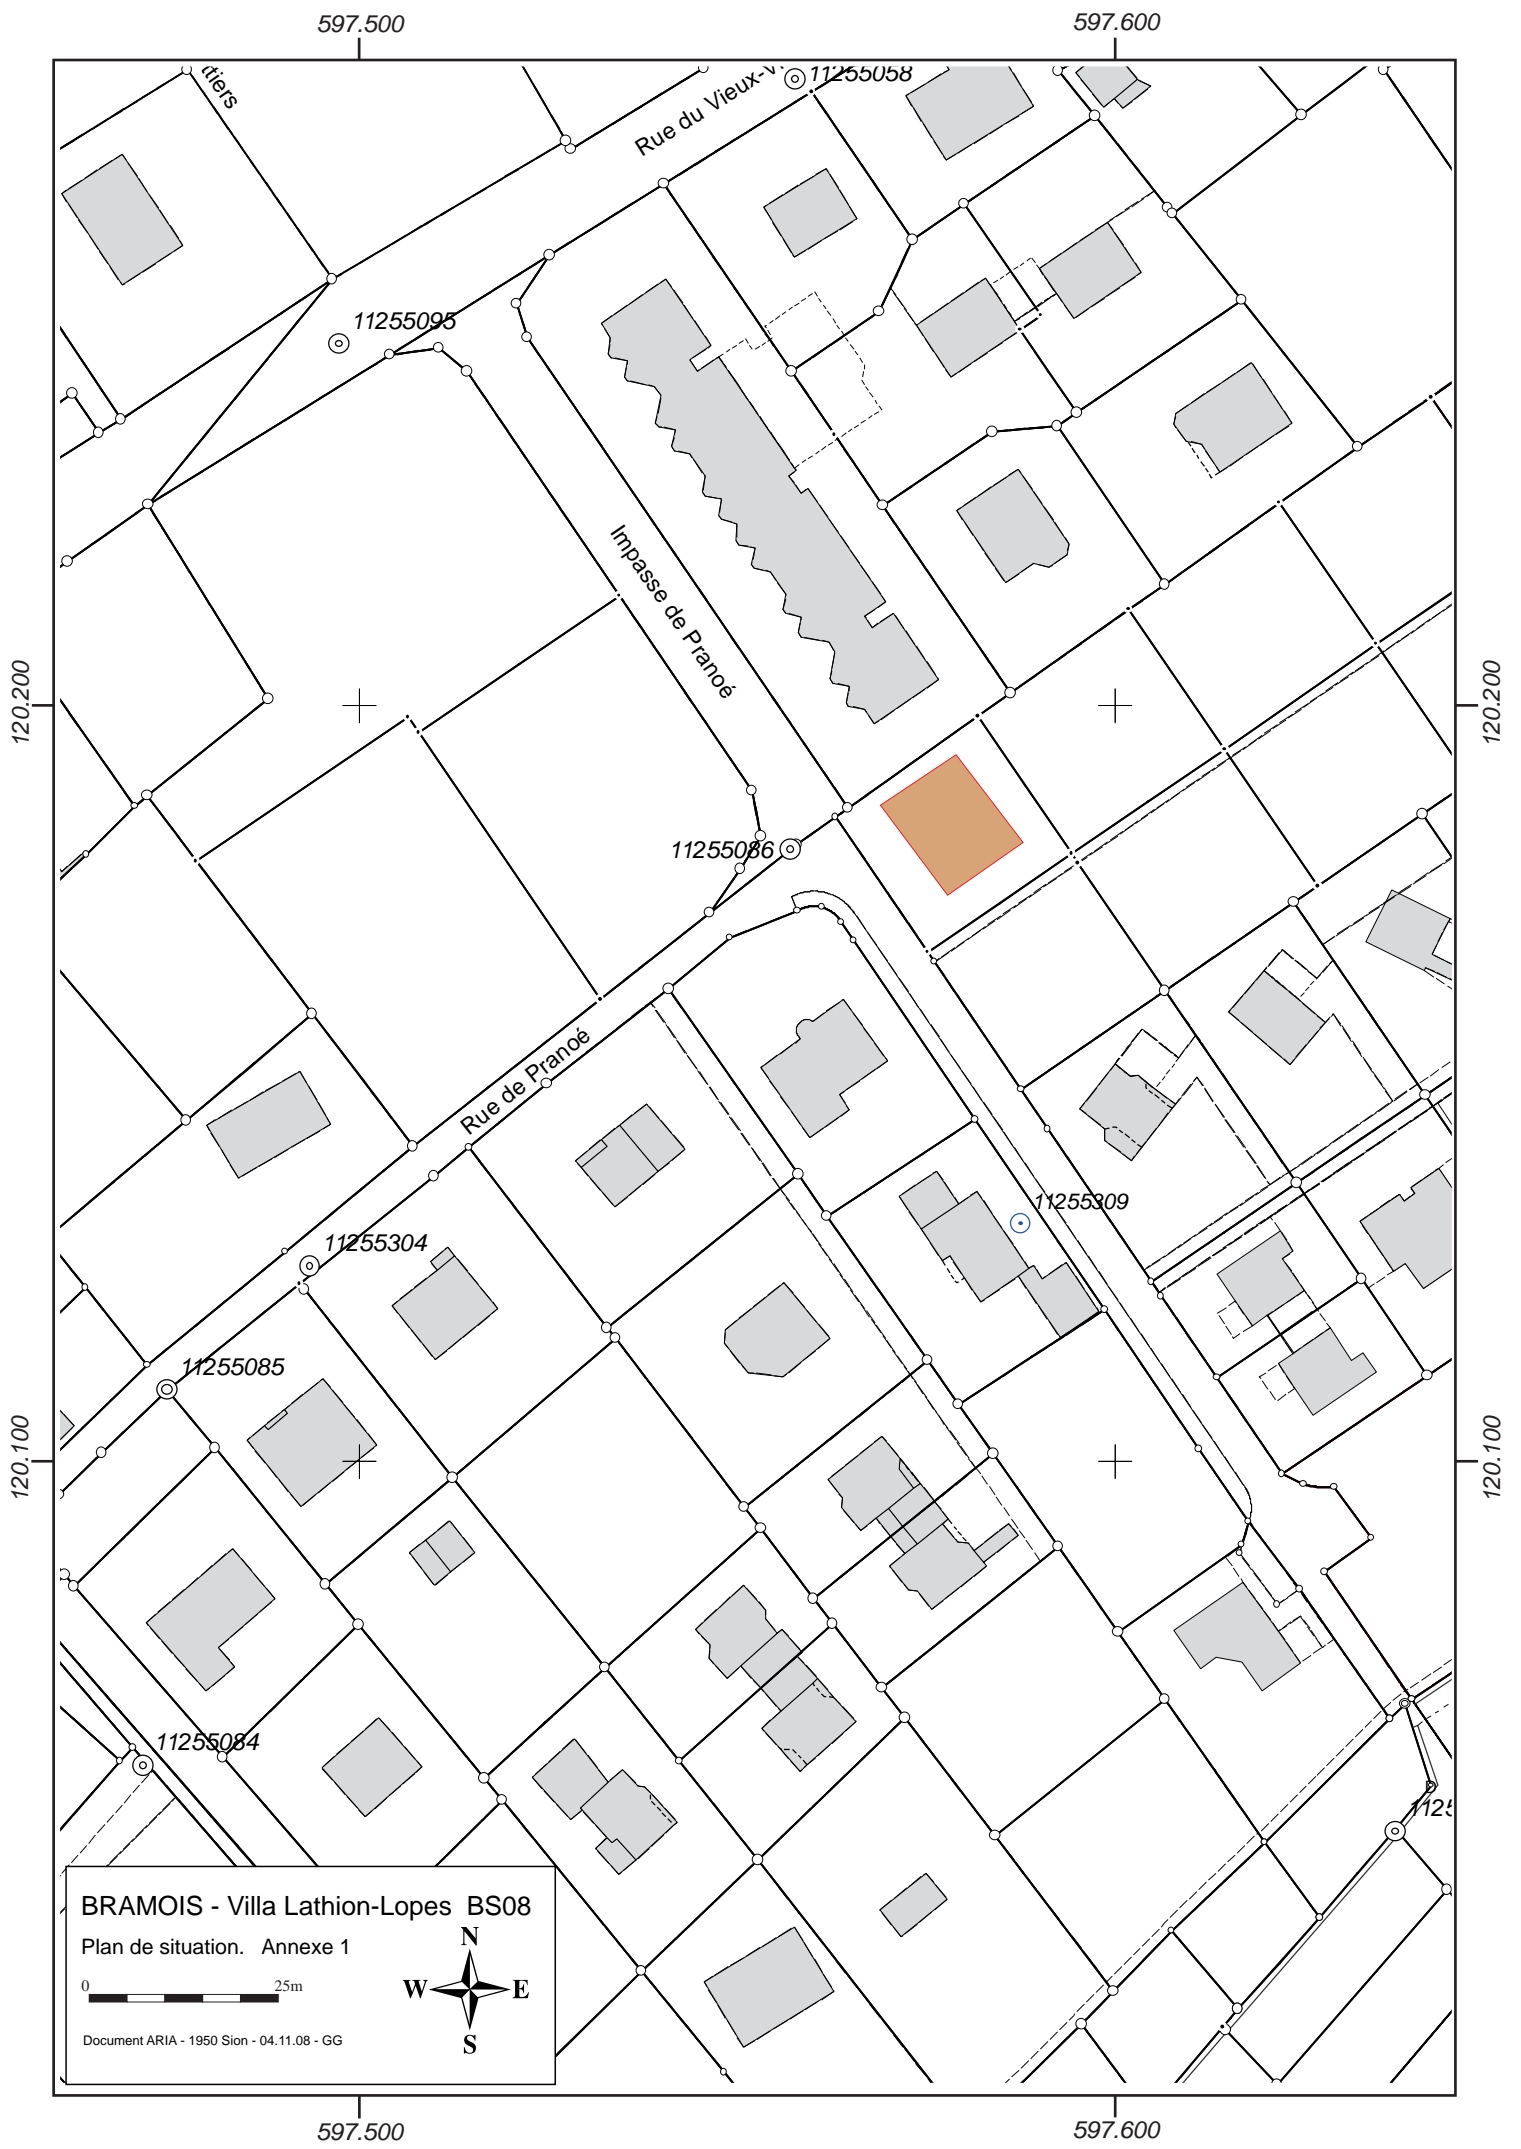 597.500
597.600
ttiers
Rue du Vieux-V
11255058
11255095
Impasse de Pranoé
120.200
120.200
11255086
Rue de Pranoé
11255309
11255304
11255085
120.100
120.100
11255084
1125
BRAMOIS - Villa Lathion-Lopes BS08
Plan de situation. Annexe 1
0 25m
N
W E
S
Document ARIA - 1950 Sion - 04.11.08 - GG
597.500
597.600